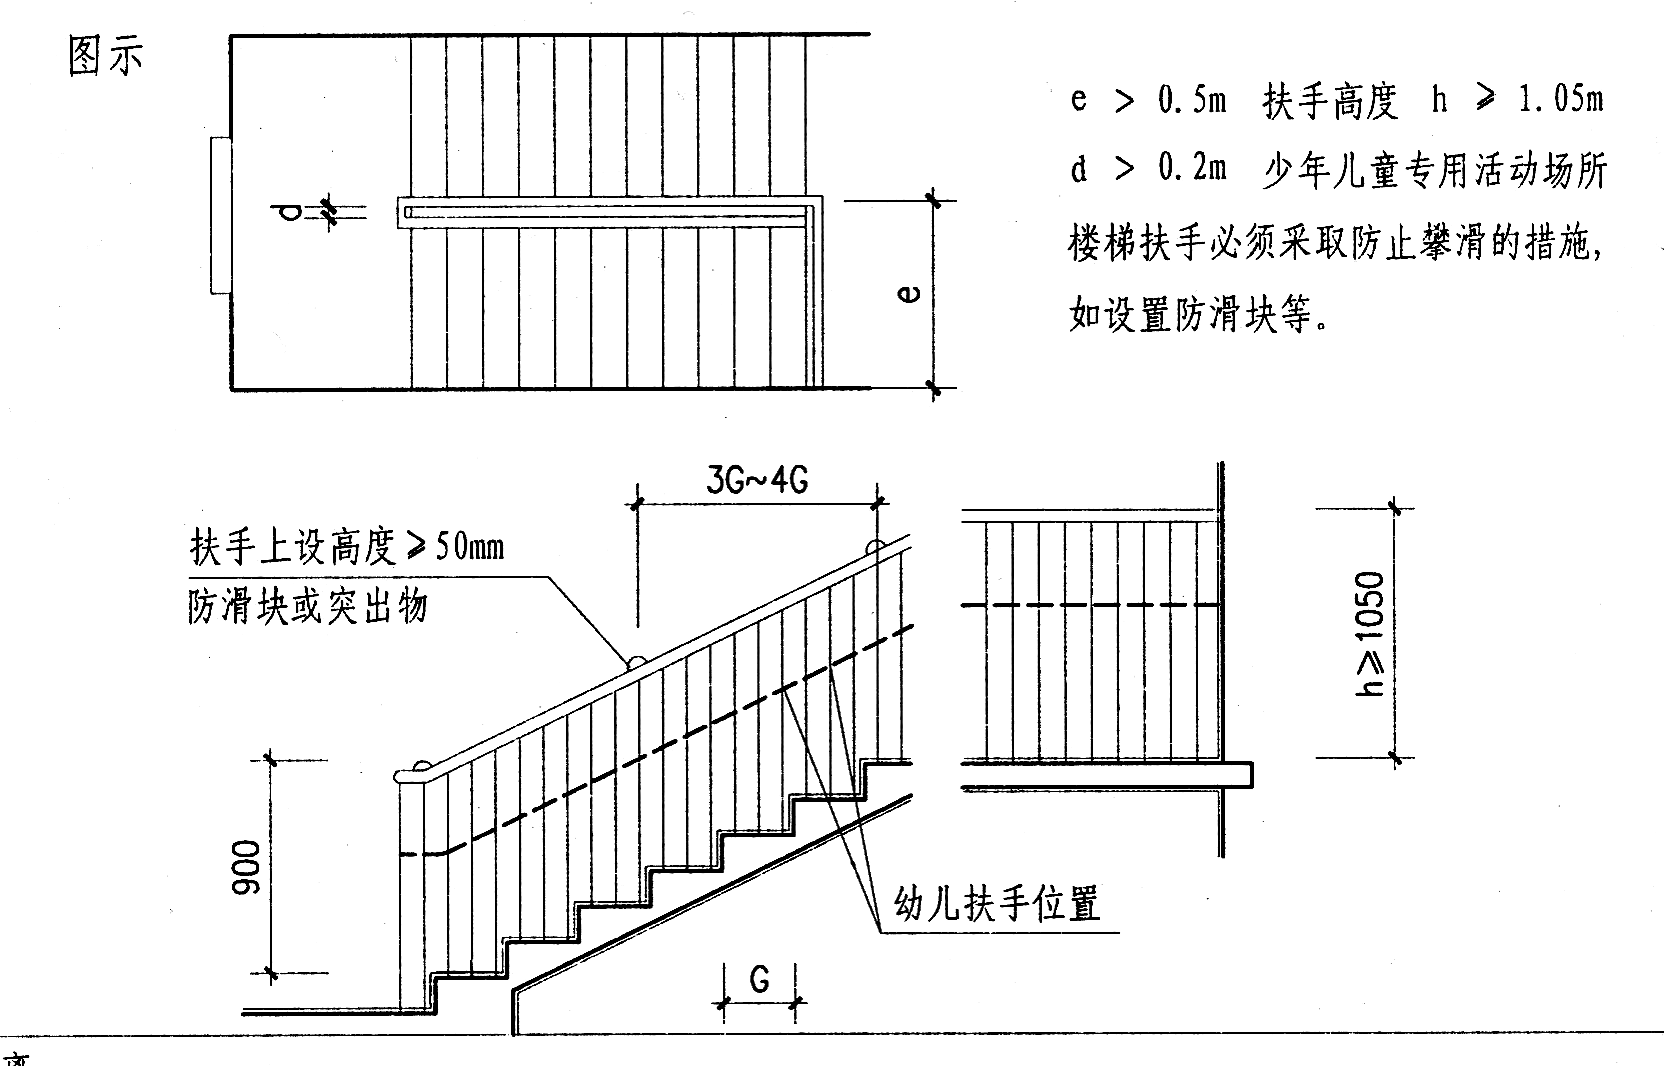 图示
e > 0.5m 扶手高度 h ⩾ 1.05m
d > 0.2m 少年儿童专用活动场所
楼梯扶手必须采取防止攀滑的措施,
如设置防滑块等。
d
e
3G~4G
扶手上设高度⩾50mm
防滑块或突出物
h⩾1050
900
幼儿扶手位置
G